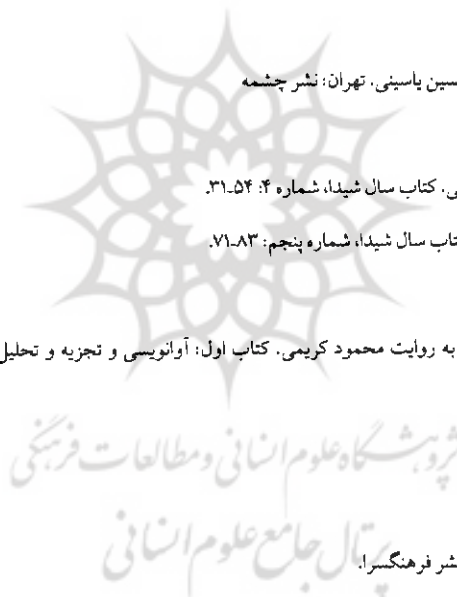 سین یاسینی. تهران: نشر چشمه
ی. کتاب سال شیدا، شماره ۴: ۵۴-۳۱.
تاب سال شیدا، شماره پنجم: ۸۳-۷۱.
به روایت محمود کریمی. کتاب اول: آوانویسی و تجزیه و تحلیل
پژوهشگاه علوم انسانی و مطالعات فرهنگی
پرتال جامع علوم انسانی
شر فرهنگسرا.